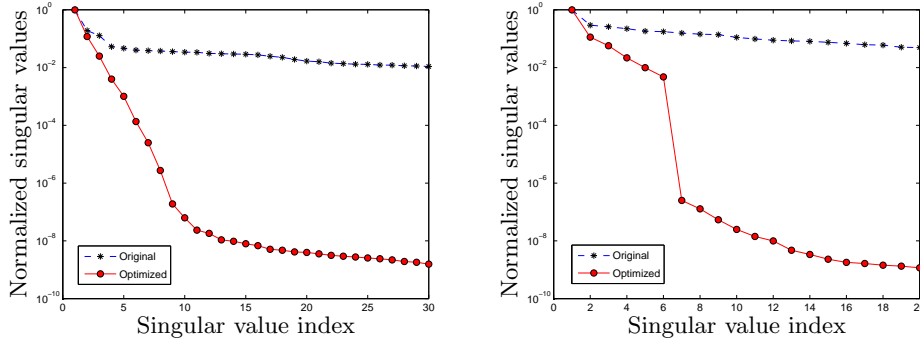 Normalized singular values
10^0
10^-2
10^-4
10^-6
10^-8
10^-10
0 5 10 15 20 25 30
Singular value index
Original
Optimized
Normalized singular values
10^0
10^-2
10^-4
10^-6
10^-8
10^-10
0 2 4 6 8 10 12 14 16 18 20
Singular value index
Original
Optimized